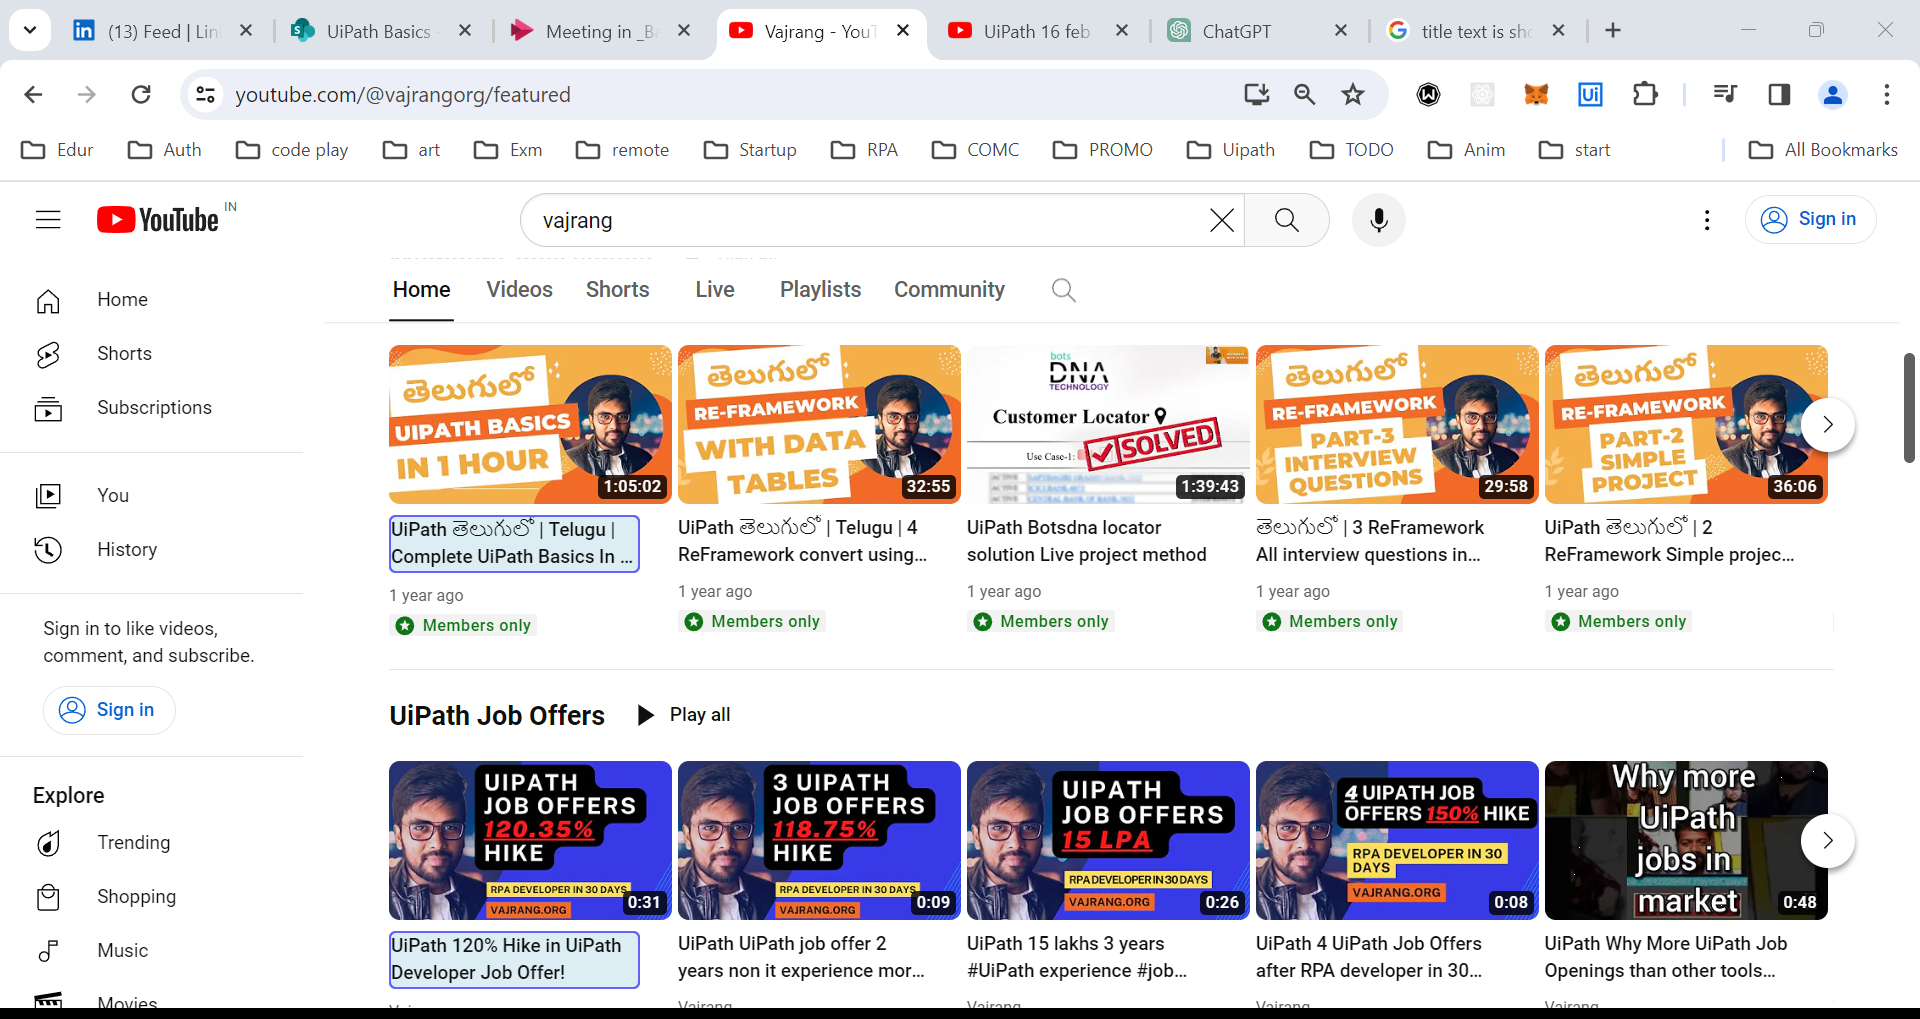 (13) Feed | Lin
UiPath Basics
Meeting in _Ba
Vajrang - YouT
UiPath 16 feb
ChatGPT
title text is sho
youtube.com/@vajrangorg/featured
Edur
Auth
code play
art
Exm
remote
Startup
RPA
COMC
PROMO
Uipath
TODO
Anim
start
All Bookmarks
YouTube IN
vajrang
Sign in
Home
Shorts
Subscriptions
You
History
Sign in to like videos,
comment, and subscribe.
Sign in
Explore
Trending
Shopping
Music
Movies
Home Videos Shorts Live Playlists Community
తెలుగులో
UIPATH BASICS
IN 1 HOUR
1:05:02
UiPath తెలుగులో | Telugu |
Complete UiPath Basics In ...
1 year ago
Members only
తెలుగులో
RE-FRAMEWORK
WITH DATA
TABLES
32:55
UiPath తెలుగులో | Telugu | 4
ReFramework convert using...
1 year ago
Members only
bots
DNA
TECHNOLOGY
Customer Locator
Use Case-1:
SOLVED
1:39:43
UiPath Botsdna locator
solution Live project method
1 year ago
Members only
తెలుగులో
RE-FRAMEWORK
PART-3
INTERVIEW
QUESTIONS
29:58
తెలుగులో | 3 ReFramework
All interview questions in...
1 year ago
Members only
తెలుగులో
RE-FRAMEWORK
PART-2
SIMPLE
PROJECT
36:06
UiPath తెలుగులో | 2
ReFramework Simple projec...
1 year ago
Members only
UiPath Job Offers
Play all
UIPATH
JOB OFFERS
120.35%
HIKE
RPA DEVELOPER IN 30 DAYS
VAJRANG.ORG
0:31
UiPath 120% Hike in UiPath
Developer Job Offer!
3 UIPATH
JOB OFFERS
118.75%
HIKE
RPA DEVELOPER IN 30 DAYS
VAJRANG.ORG
0:09
UiPath UiPath job offer 2
years non it experience mor...
Vajrang
UIPATH
JOB OFFERS
15 LPA
RPA DEVELOPER IN 30 DAYS
VAJRANG.ORG
0:26
UiPath 15 lakhs 3 years
#UiPath experience #job...
Vajrang
4 UIPATH JOB
OFFERS 150% HIKE
RPA DEVELOPER IN 30
DAYS
VAJRANG.ORG
0:08
UiPath 4 UiPath Job Offers
after RPA developer in 30...
Vajrang
Why more
UiPath
jobs in
market
0:48
UiPath Why More UiPath Job
Openings than other tools...
Vajrang